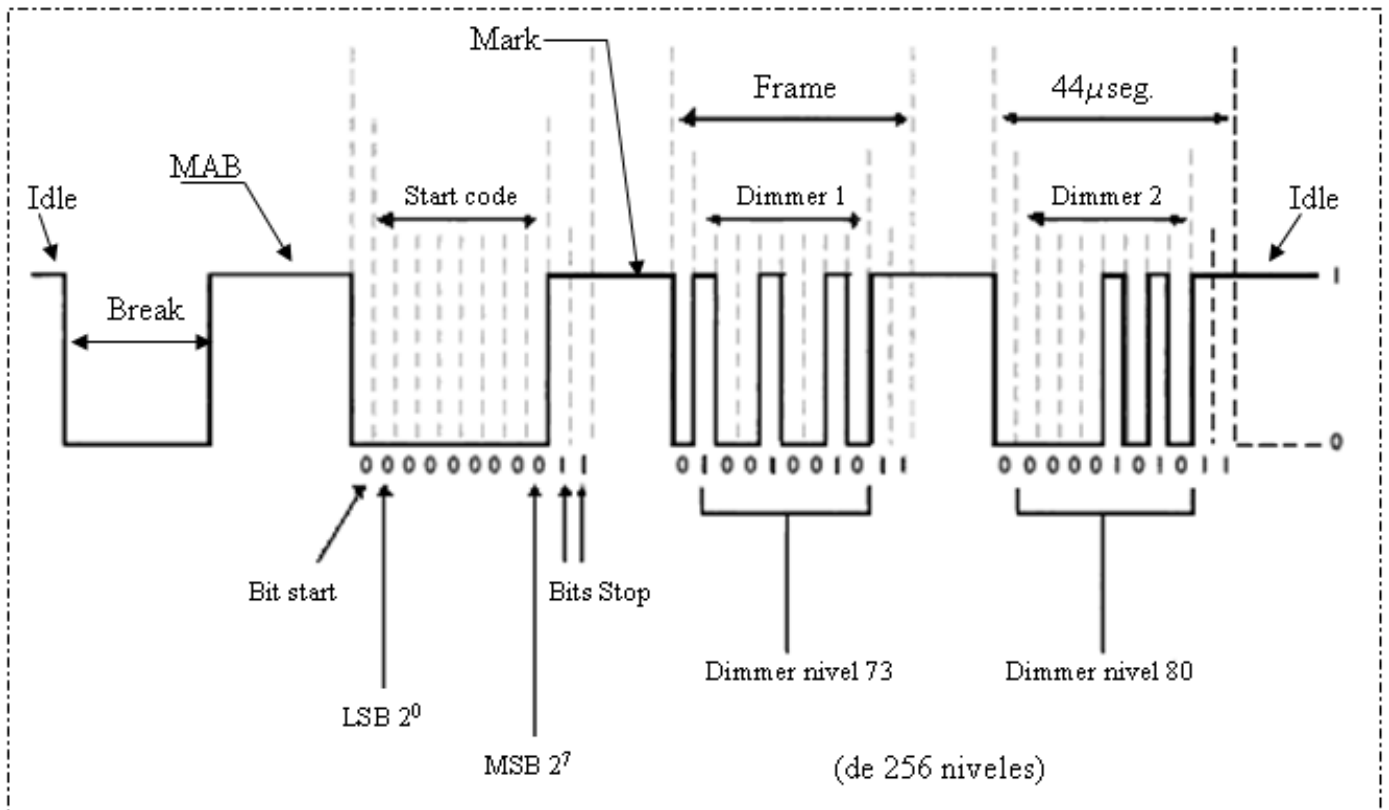 Mark
Frame
44µseg.
MAB
Idle
Start code
Dimmer 1
Dimmer 2
Idle
Break
1
0
0 0 0 0 0 0 0 0 0 1 1
0 1 0 0 1 0 0 1 0 1 1
0 0 0 0 0 1 0 1 0 1 1
Bit start
Bits Stop
Dimmer nivel 73
Dimmer nivel 80
LSB 2⁰
MSB 2⁷
(de 256 niveles)